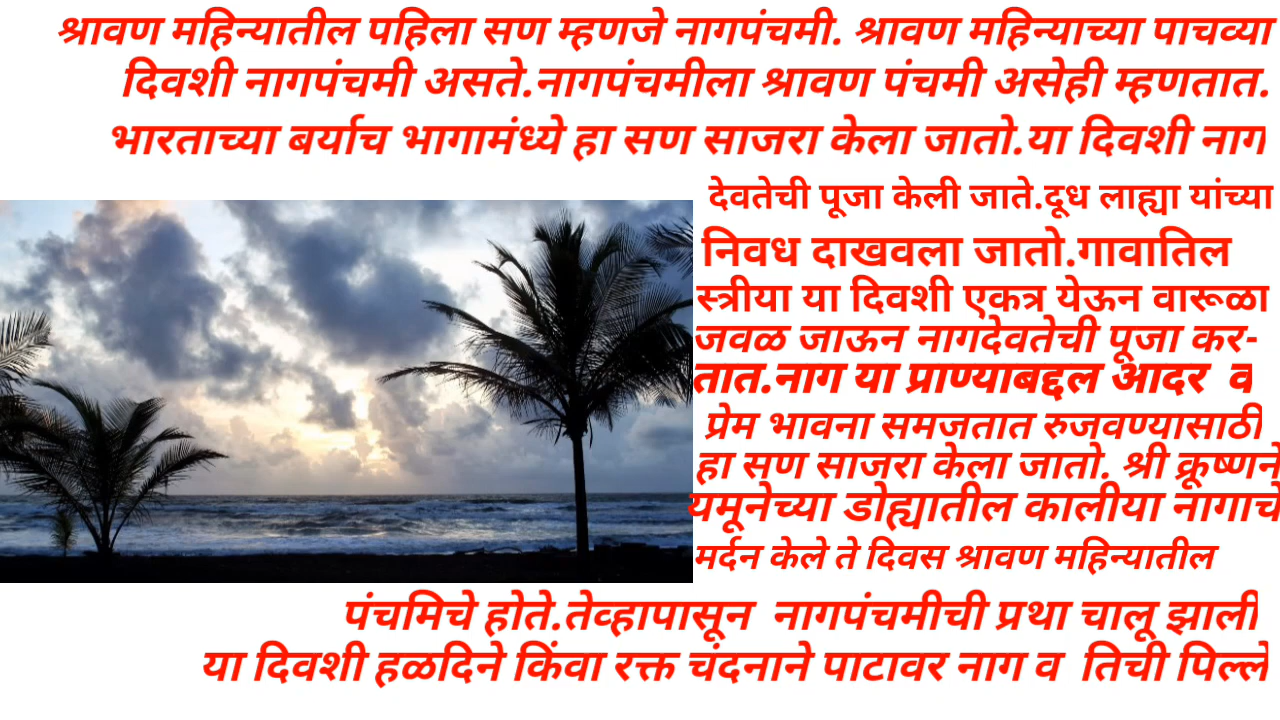 श्रावण महिन्यातील पहिला सण म्हणजे नागपंचमी. श्रावण महिन्याच्या पाचव्या
दिवशी नागपंचमी असते.नागपंचमीला श्रावण पंचमी असेही म्हणतात.
भारताच्या बर्याच भागामंध्ये हा सण साजरा केला जातो.या दिवशी नाग
देवतेची पूजा केली जाते.दूध लाह्या यांच्या
निवध दाखवला जातो.गावातिल
स्त्रीया या दिवशी एकत्र येऊन वारूळा
जवळ जाऊन नागदेवतेची पूजा कर-
तात.नाग या प्राण्याबद्दल आदर व
प्रेम भावना समजतात रुजवण्यासाठी
हा सण साजरा केला जातो. श्री क्रूष्णने
यमूनेच्या डोह्यातील कालीया नागाचे
मर्दन केले ते दिवस श्रावण महिन्यातील
पंचमिचे होते.तेव्हापासून नागपंचमीची प्रथा चालू झाली
या दिवशी हळदिने किंवा रक्त चंदनाने पाटावर नाग व तिची पिल्ले